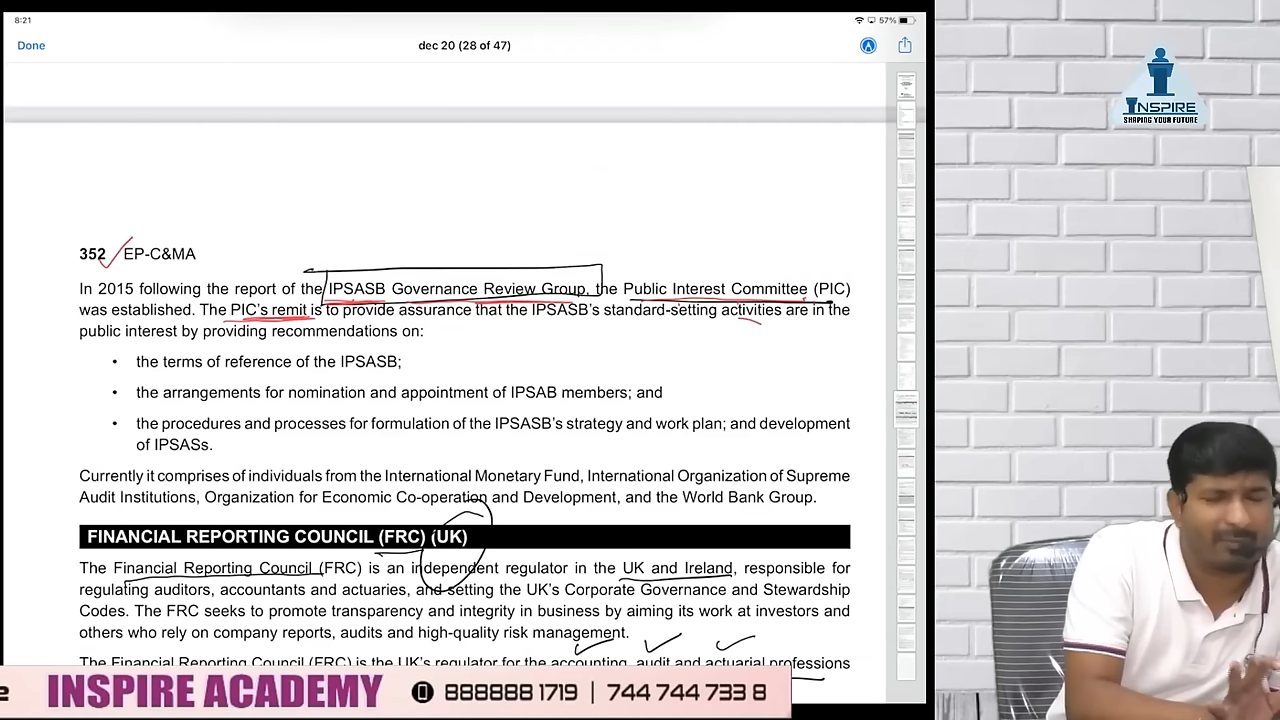 8:21
57%
Done
dec 20 (28 of 47)
INSPIRE
SHAPING YOUR FUTURE
352 EP-C&MA
In 2015 following the report of the IPSASB Governance Review Group, the Public Interest Committee (PIC)
was established. The PIC's remit is to provide assurance that the IPSASB's standard-setting activities are in the
public interest by providing recommendations on:
• the terms of reference of the IPSASB;
• the arrangements for nomination and appointment of IPSAB members; and
• the procedures and processes for formulation of the IPSASB's strategy and work plan; and development
of IPSASs.
Currently it comprises of individuals from the International Monetary Fund, International Organization of Supreme
Audit Institutions, Organization for Economic Co-operation and Development, and the World Bank Group.
FINANCIAL REPORTING COUNCIL (FRC) (UK)
The Financial Reporting Council (FRC) is an independent regulator in the UK and Ireland, responsible for
regulating auditors, accountants and actuaries, and setting the UK's Corporate Governance and Stewardship
Codes. The FRC seeks to promote transparency and integrity in business by aiming its work at investors and
others who rely on company reports, audits and high-quality risk management.
The Financial Reporting Council (FRC) is the UK's regulator for the accounting, audit and actuarial professions
INSPIRE ACADEMY 888888 1719 | 744 744 733 8